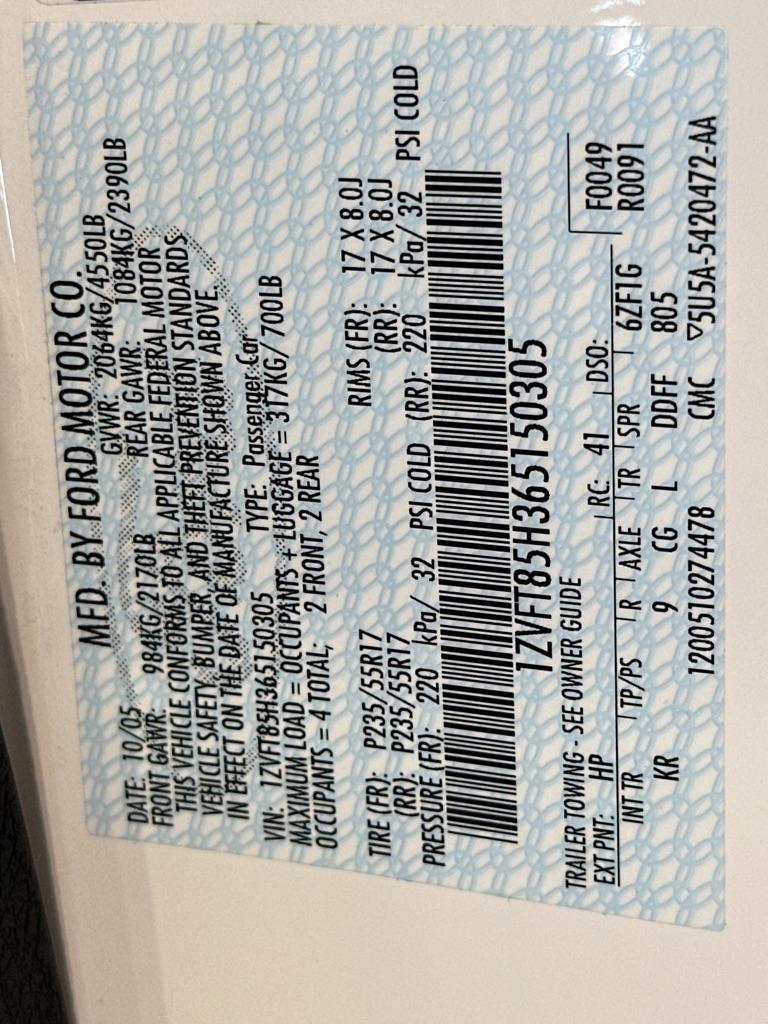 MFD. BY FORD MOTOR CO.
DATE: 10/05 GVWR: 2064KG/4550LB
FRONT GAWR: 984KG/2170LB REAR GAWR: 1084KG/2390LB
THIS VEHICLE CONFORMS TO ALL APPLICABLE FEDERAL MOTOR
VEHICLE SAFETY, BUMPER, AND THEFT PREVENTION STANDARDS
IN EFFECT ON THE DATE OF MANUFACTURE SHOWN ABOVE.
VIN: 1ZVFT85H365150305 TYPE: Passenger Car
MAXIMUM LOAD = OCCUPANTS + LUGGAGE = 317KG/ 700LB
OCCUPANTS = 4 TOTAL; 2 FRONT, 2 REAR
TIRE (FR): P235/55R17 RIMS (FR): 17 X 8.0J
(RR): P235/55R17 (RR): 17 X 8.0J
PRESSURE (FR): 220 kPa/ 32 PSI COLD (RR): 220 kPa/ 32 PSI COLD
1ZVFT85H365150305
TRAILER TOWING - SEE OWNER GUIDE F0049
EXT PNT: HP RC: 41 DSO: R0091
INT TR TP/PS R AXLE TR SPR 6ZF1G
KR 9 CG L DDFF 805
1200510274478 CMC ▽5U5A-5420472-AA